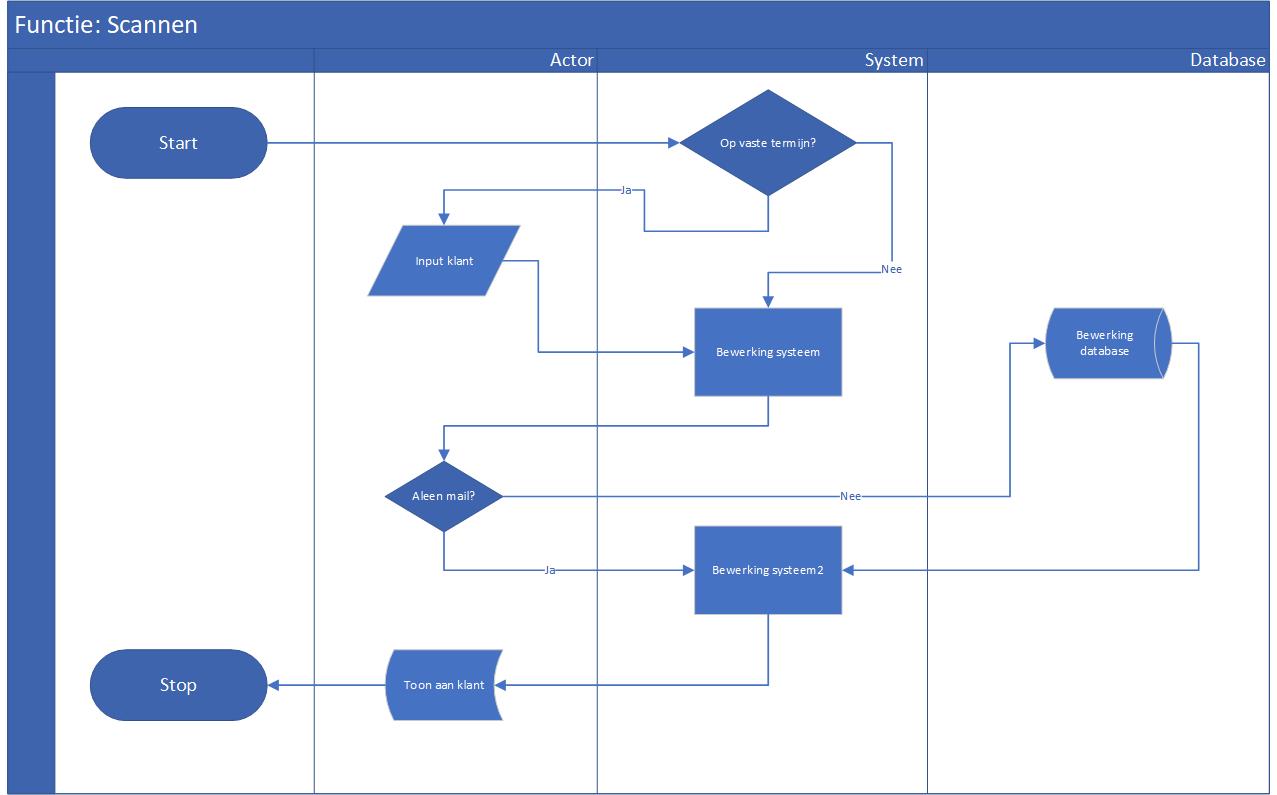 Functie: Scannen
Actor
System
Database
Start
Op vaste termijn?
Ja
Input klant
Nee
Bewerking systeem
Bewerking
database
Aleen mail?
Nee
Ja
Bewerking systeem2
Stop
Toon aan klant